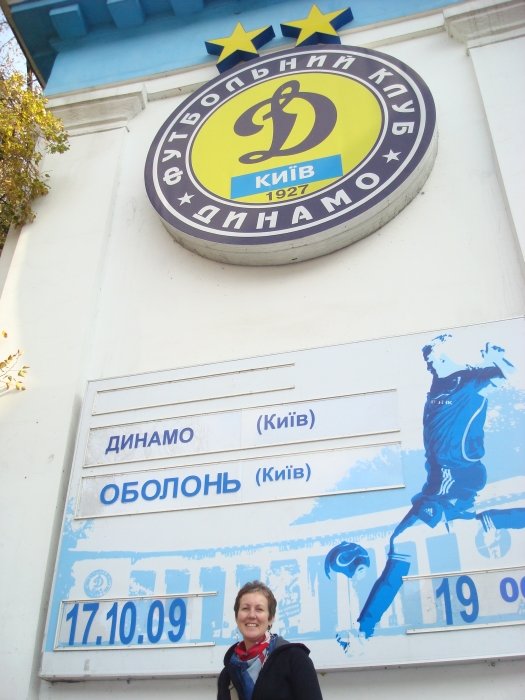 ФУТБОЛЬНИЙ КЛУБ
Д
КИЇВ
1927
ДИНАМО
ДИНАМО (Київ)
ОБОЛОНЬ (Київ)
17.10.09
19 00